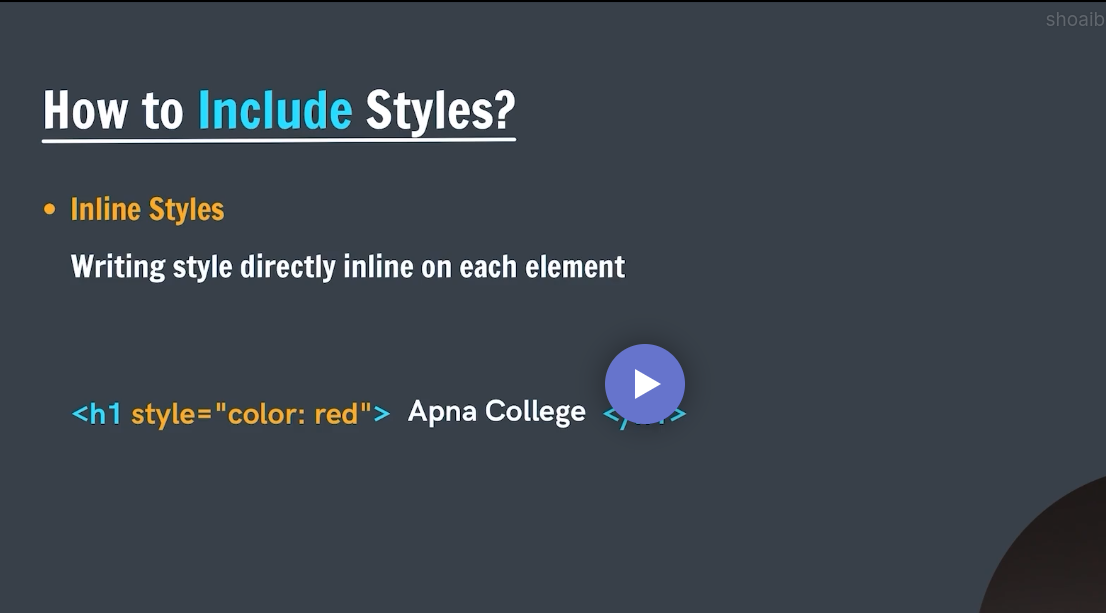 shoaib
How to Include Styles?
• Inline Styles
Writing style directly inline on each element
<h1 style="color: red"> Apna College